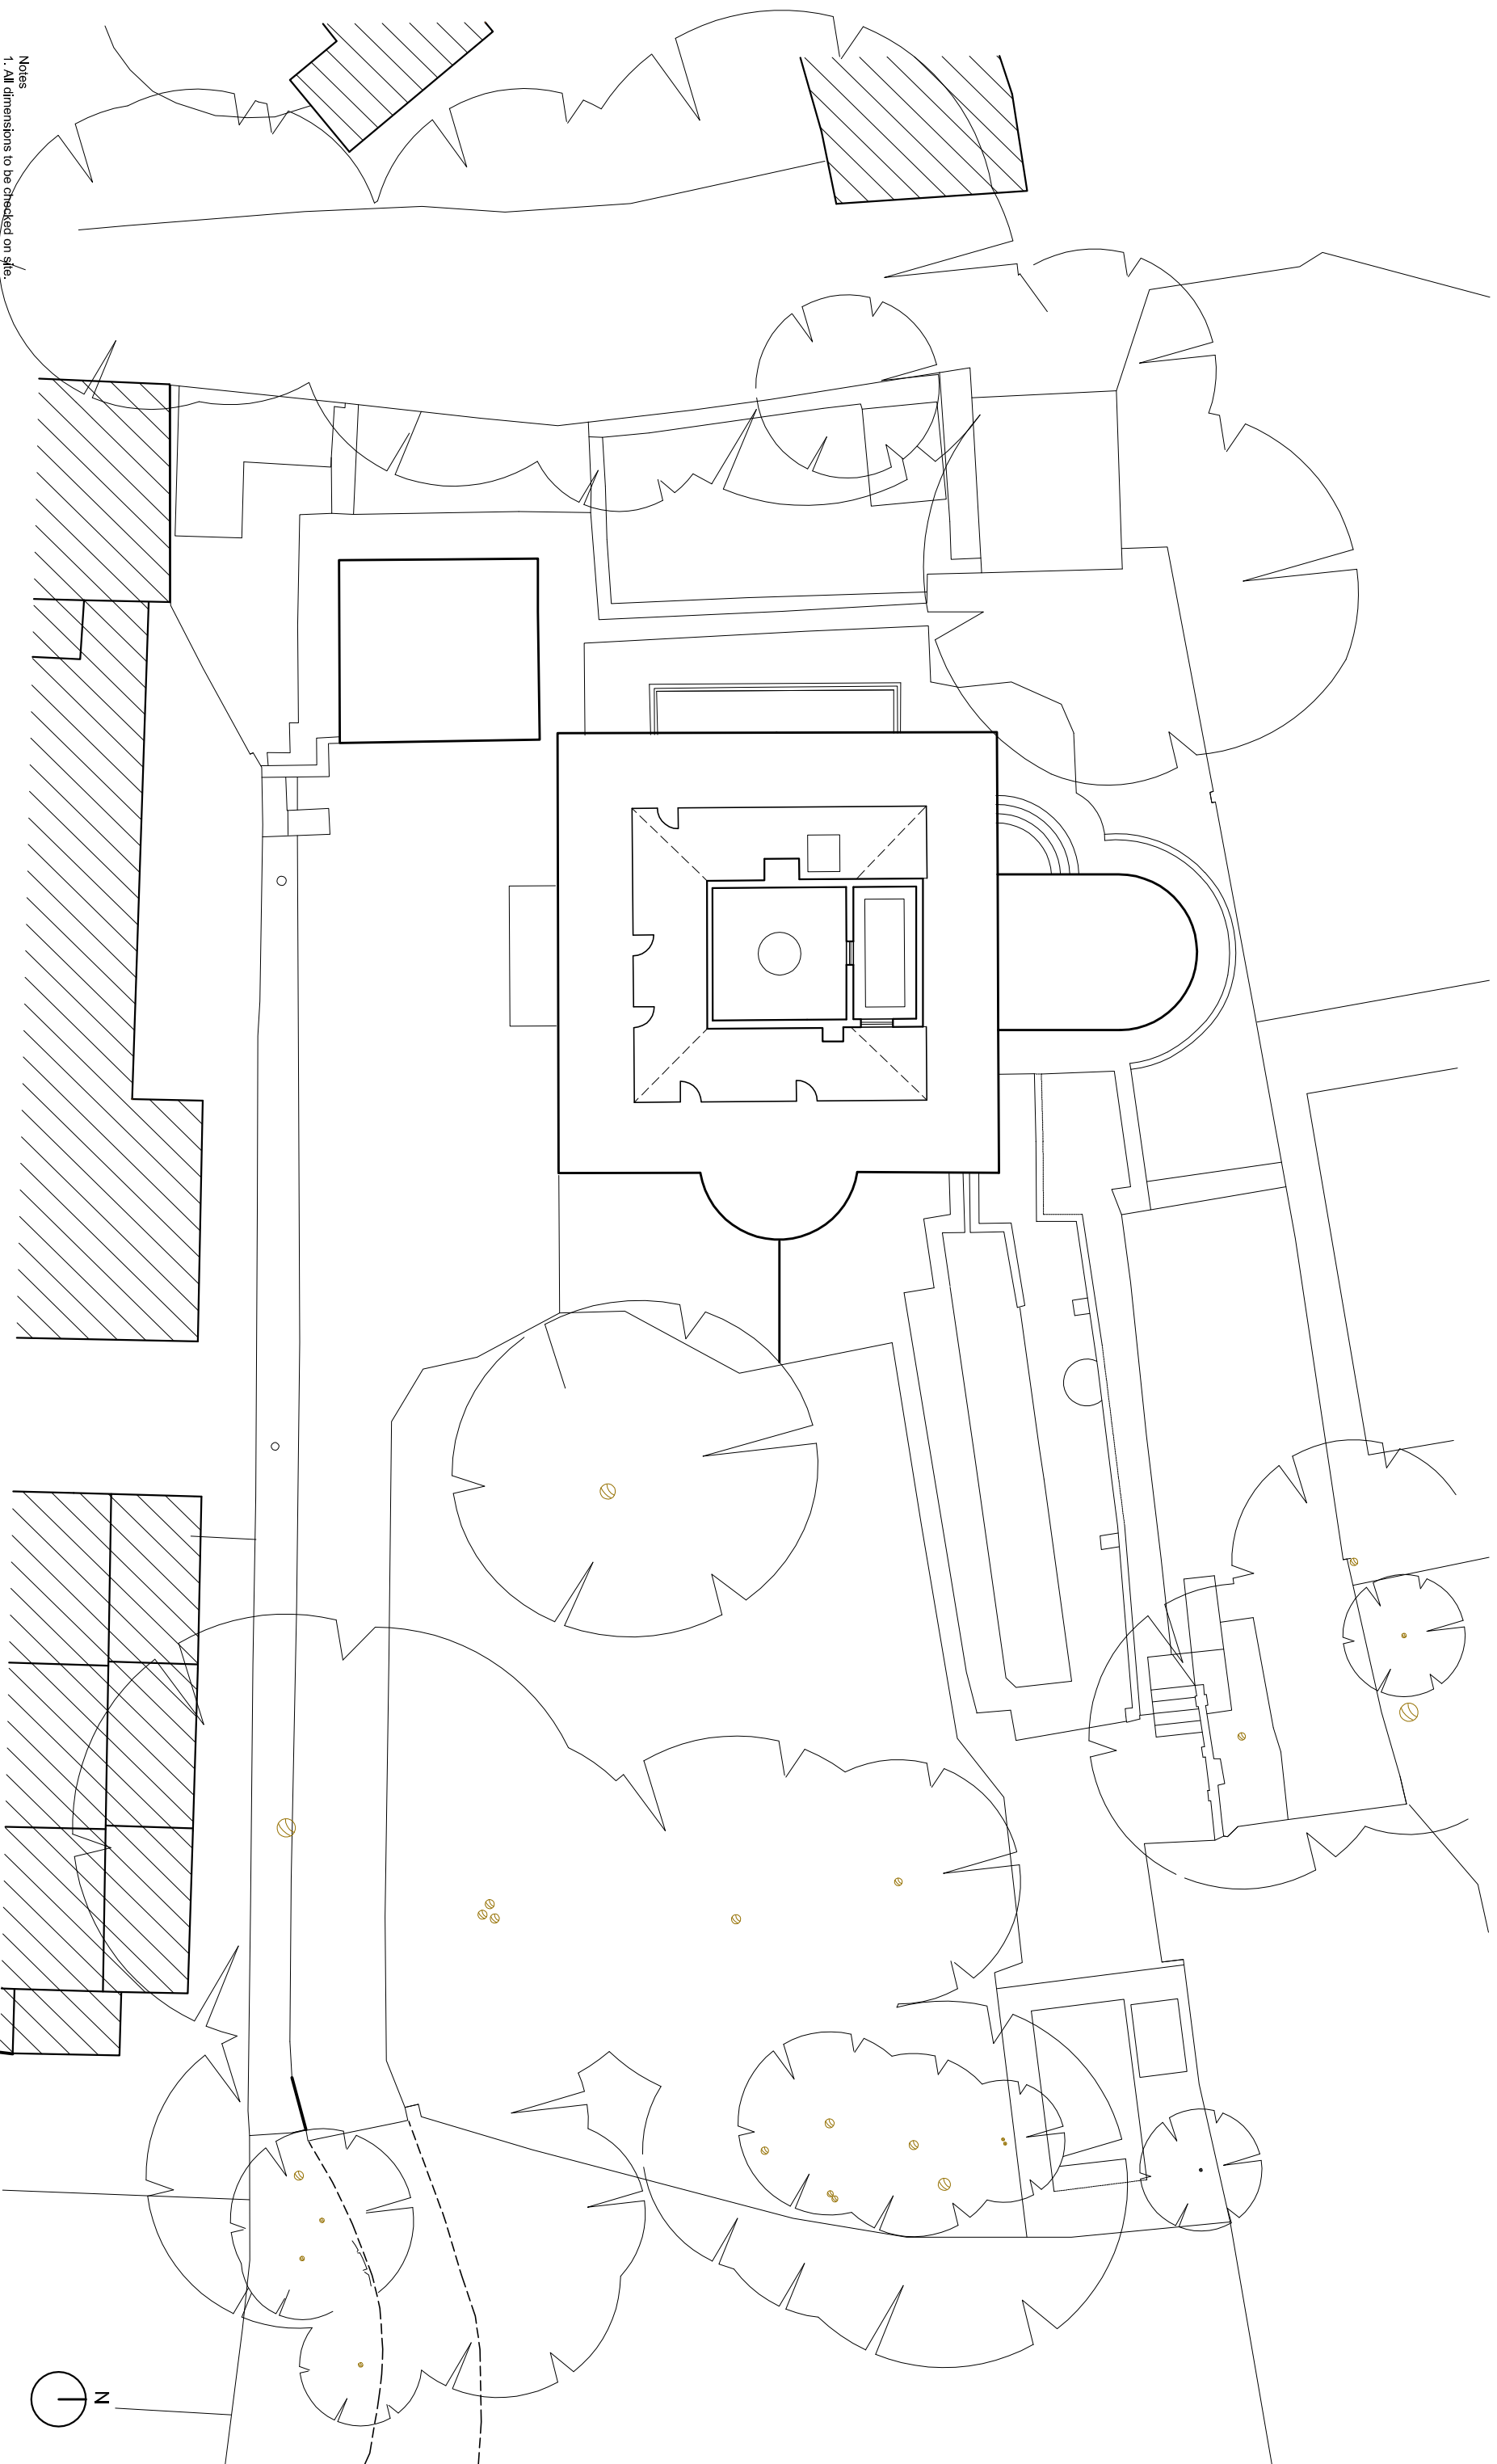 Notes
1. All dimensions to be checked on site.
N